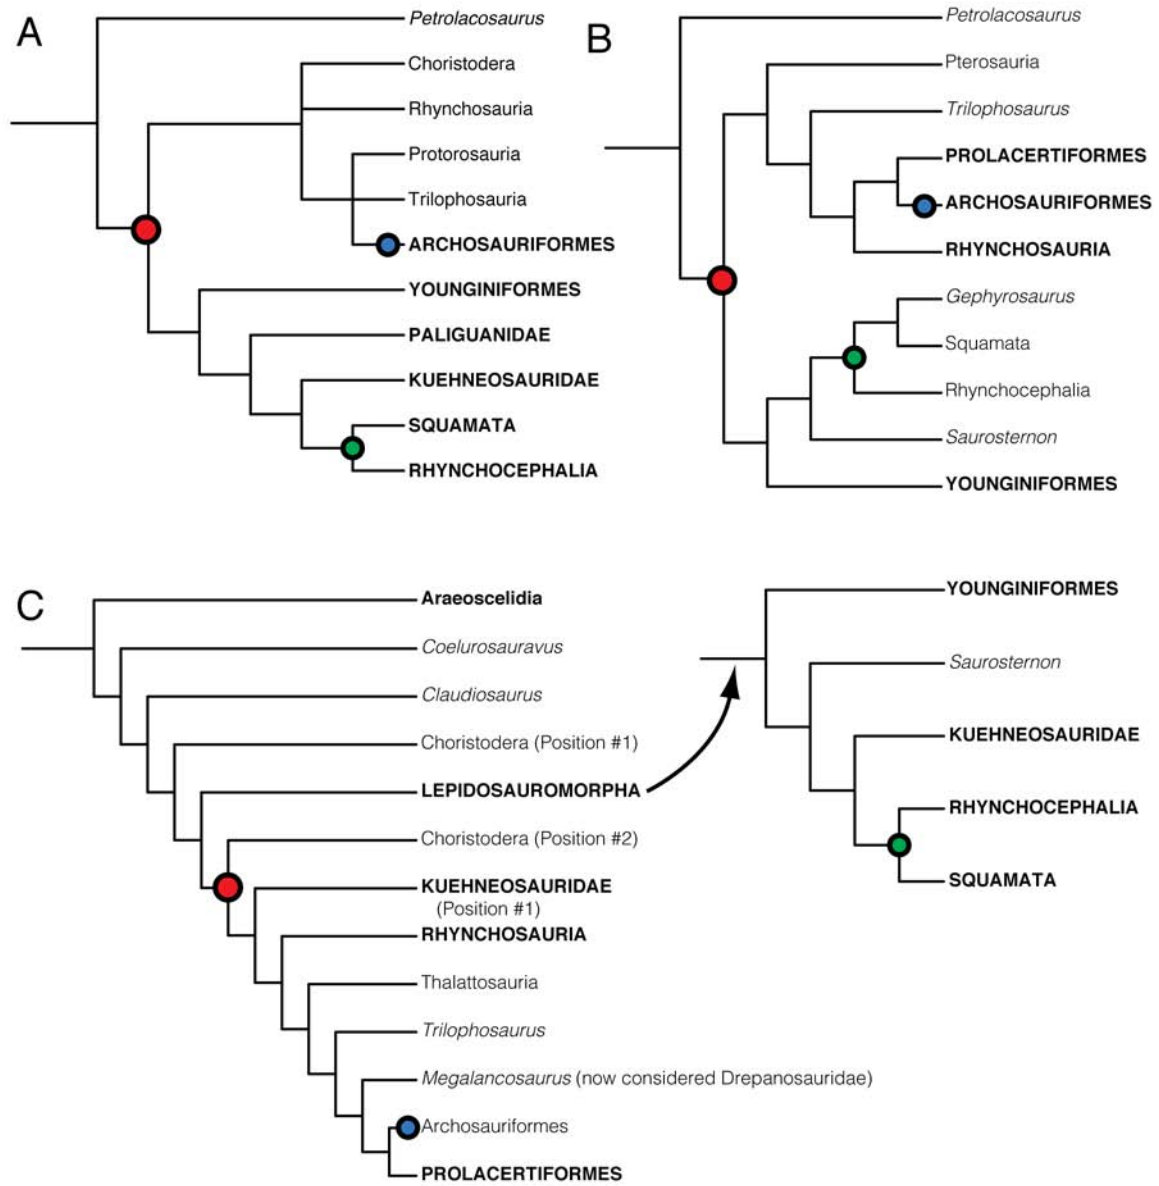 A
Petrolacosaurus
Choristodera
Rhynchosauria
Protorosauria
Trilophosauria
ARCHOSAURIFORMES
YOUNGINIFORMES
PALIGUANIDAE
KUEHNEOSAURIDAE
SQUAMATA
RHYNCHOCEPHALIA
B
Petrolacosaurus
Pterosauria
Trilophosaurus
PROLACERTIFORMES
ARCHOSAURIFORMES
RHYNCHOSAURIA
Gephyrosaurus
Squamata
Rhynchocephalia
Saurosternon
YOUNGINIFORMES
C
Araeoscelidia
Coelurosauravus
Claudiosaurus
Choristodera (Position #1)
LEPIDOSAUROMORPHA
Choristodera (Position #2)
KUEHNEOSAURIDAE
(Position #1)
RHYNCHOSAURIA
Thalattosauria
Trilophosaurus
Megalancosaurus (now considered Drepanosauridae)
Archosauriformes
PROLACERTIFORMES
YOUNGINIFORMES
Saurosternon
KUEHNEOSAURIDAE
RHYNCHOCEPHALIA
SQUAMATA